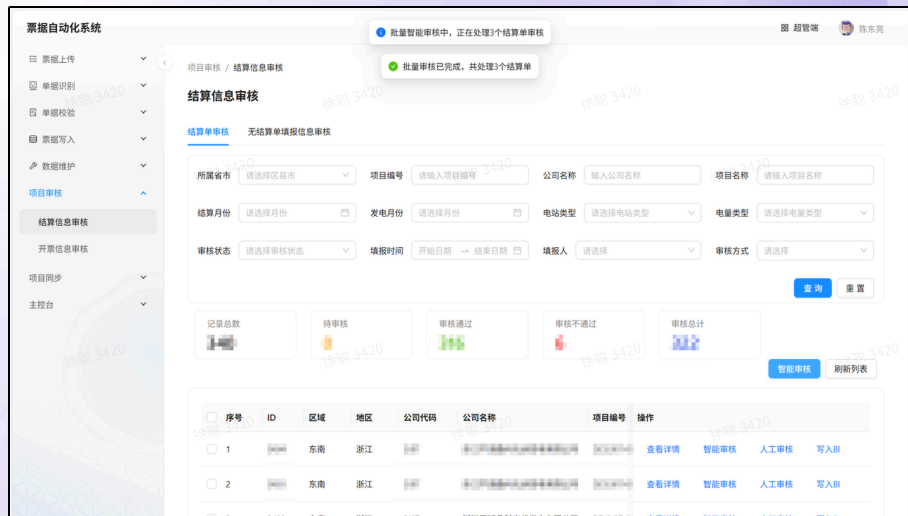 票据自动化系统
批量智能审核中，正在处理3个结算单审核
超管端
陈东亮
批量审核已完成，共处理3个结算单
票据上传
单据识别
单据校验
票据写入
数据维护
项目审核
结算信息审核
开票信息审核
项目同步
主控台
项目审核 / 结算信息审核
结算信息审核
结算单审核 无结算单填报信息审核
所属省市 请选择区县市 项目编号 请输入项目编号 公司名称 输入公司名称 项目名称 请输入项目名称
结算月份 请选择月份 发电月份 请选择月份 电站类型 请选择电站类型 电量类型 请选择电量类型
审核状态 请选择审核状态 填报时间 开始日期 → 结束日期 填报人 请选择 审核方式 请选择
查 询 重 置
记录总数 待审核 审核通过 审核不通过 审核总计
智能审核 刷新列表
序号 ID 区域 地区 公司代码 公司名称 项目编号 操作
1 东南 浙江 查看详情 智能审核 人工审核 写入BI
2 东南 浙江 查看详情 智能审核 人工审核 写入BI
徐聪 3420